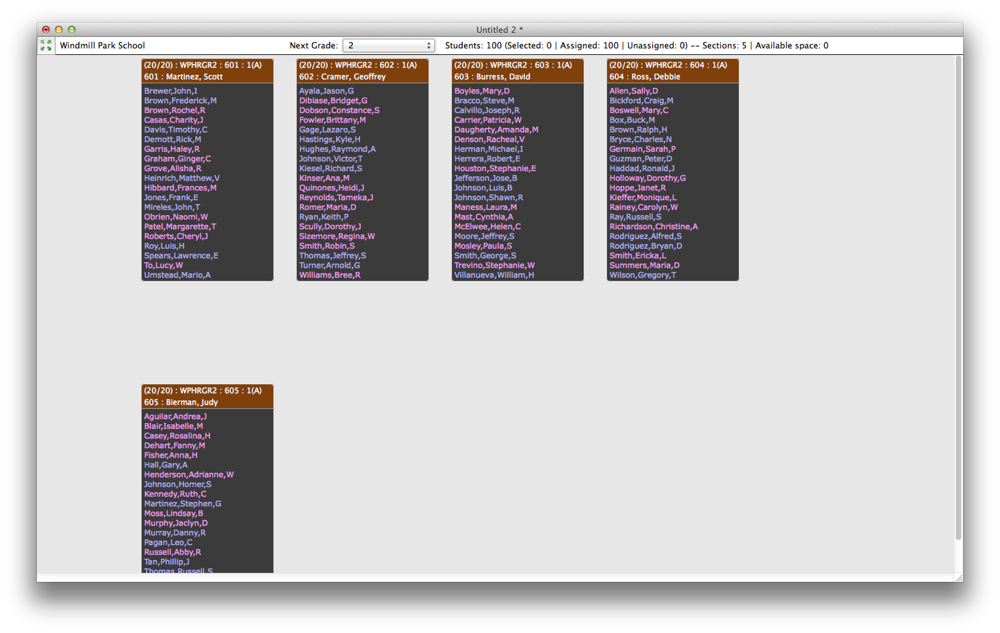 Untitled 2 *
Windmill Park School Next Grade: 2 Students: 100 (Selected: 0 | Assigned: 100 | Unassigned: 0) -- Sections: 5 | Available space: 0
(20/20) : WPHRGR2 : 601 : 1(A)
601 : Martinez, Scott
Brewer,John,I
Brown,Frederick,M
Brown,Rochel,R
Casas,Charity,J
Davis,Timothy,C
Demott,Rick,M
Garris,Haley,R
Graham,Ginger,C
Grove,Alisha,R
Heinrich,Matthew,V
Hibbard,Frances,M
Jones,Frank,E
Mireles,John,T
Obrien,Naomi,W
Patel,Margarette,T
Roberts,Cheryl,J
Roy,Luis,H
Spears,Lawrence,E
To,Lucy,W
Umstead,Mario,A
(20/20) : WPHRGR2 : 602 : 1(A)
602 : Cramer, Geoffrey
Ayala,Jason,G
Dibiase,Bridget,G
Dobson,Constance,S
Fowler,Brittany,M
Gage,Lazaro,S
Hastings,Kyle,H
Hughes,Raymond,A
Johnson,Victor,T
Kiesel,Richard,S
Kinser,Ana,M
Quinones,Heidi,J
Reynolds,Tameka,J
Romer,Maria,D
Ryan,Keith,P
Scully,Dorothy,J
Sizemore,Regina,W
Smith,Robin,S
Thomas,Jeffrey,S
Turner,Arnold,G
Williams,Bree,R
(20/20) : WPHRGR2 : 603 : 1(A)
603 : Burress, David
Boyles,Mary,D
Bracco,Steve,M
Calvillo,Joseph,R
Carrier,Patricia,W
Daugherty,Amanda,M
Denson,Racheal,V
Herman,Michael,I
Herrera,Robert,E
Houston,Stephanie,E
Jefferson,Jose,B
Johnson,Luis,B
Johnson,Shawn,R
Maness,Laura,M
Mast,Cynthia,A
McElwee,Helen,C
Moore,Jeffrey,S
Mosley,Paula,S
Smith,George,S
Trevino,Stephanie,W
Villanueva,William,H
(20/20) : WPHRGR2 : 604 : 1(A)
604 : Ross, Debbie
Allen,Sally,D
Bickford,Craig,M
Boswell,Mary,C
Box,Buck,M
Brown,Ralph,H
Bryce,Charles,N
Germain,Sarah,P
Guzman,Peter,D
Haddad,Ronald,J
Holloway,Dorothy,G
Hoppe,Janet,R
Kieffer,Monique,L
Rainey,Carolyn,W
Ray,Russell,S
Richardson,Christine,A
Rodriguez,Alfred,S
Rodriguez,Bryan,D
Smith,Ericka,L
Summers,Maria,D
Wilson,Gregory,T
(20/20) : WPHRGR2 : 605 : 1(A)
605 : Bierman, Judy
Aguilar,Andrea,J
Blair,Isabelle,M
Casey,Rosalina,H
Dehart,Fanny,M
Fisher,Anna,H
Hall,Gary,A
Henderson,Adrianne,W
Johnson,Homer,S
Kennedy,Ruth,C
Martinez,Stephen,G
Moss,Lindsay,B
Murphy,Jaclyn,D
Murray,Danny,R
Pagan,Leo,C
Russell,Abby,R
Tan,Phillip,J
Thomas,Russell,S